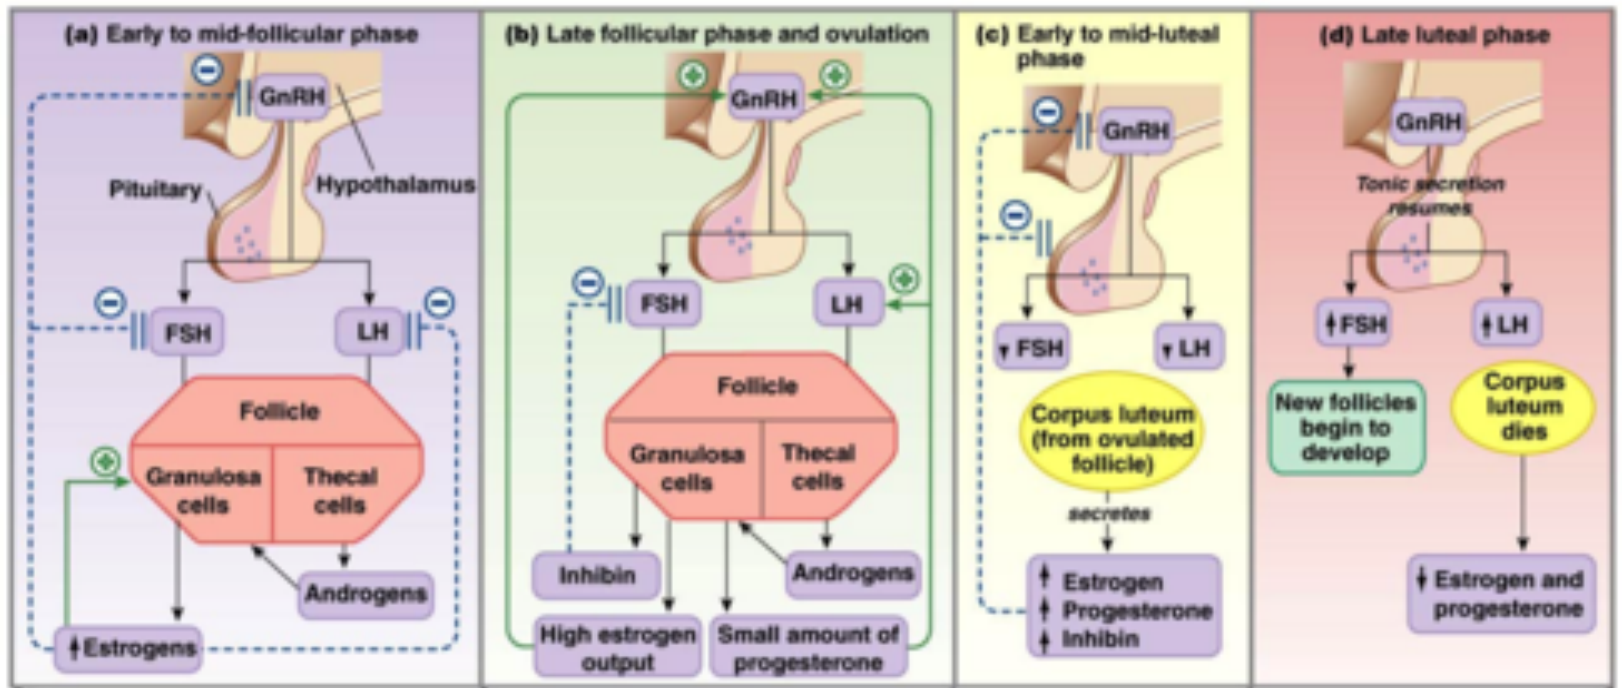 (a) Early to mid-follicular phase
−
GnRH
Pituitary
Hypothalamus
−
−
FSH
LH
Follicle
+
Granulosa
cells
Thecal
cells
Androgens
Estrogens
(b) Late follicular phase and ovulation
+
+
GnRH
−
+
FSH
LH
Follicle
Granulosa
cells
Thecal
cells
Inhibin
Androgens
High estrogen
output
Small amount of
progesterone
(c) Early to mid-luteal
phase
−
GnRH
−
FSH
LH
Corpus luteum
(from ovulated
follicle)
secretes
Estrogen
Progesterone
Inhibin
(d) Late luteal phase
GnRH
Tonic secretion
resumes
FSH
LH
New follicles
begin to
develop
Corpus
luteum
dies
Estrogen and
progesterone